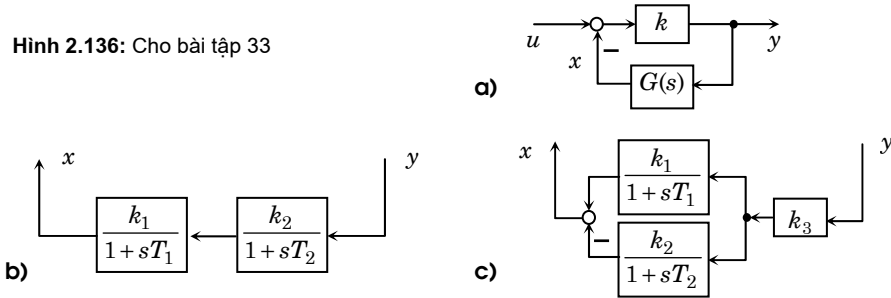 Hình 2.136: Cho bài tập 33
u k y
x −
G(s)
a)
x y
k₁ k₂
1+sT₁ 1+sT₂
b)
x y
k₁
1+sT₁
k₃
− k₂
1+sT₂
c)